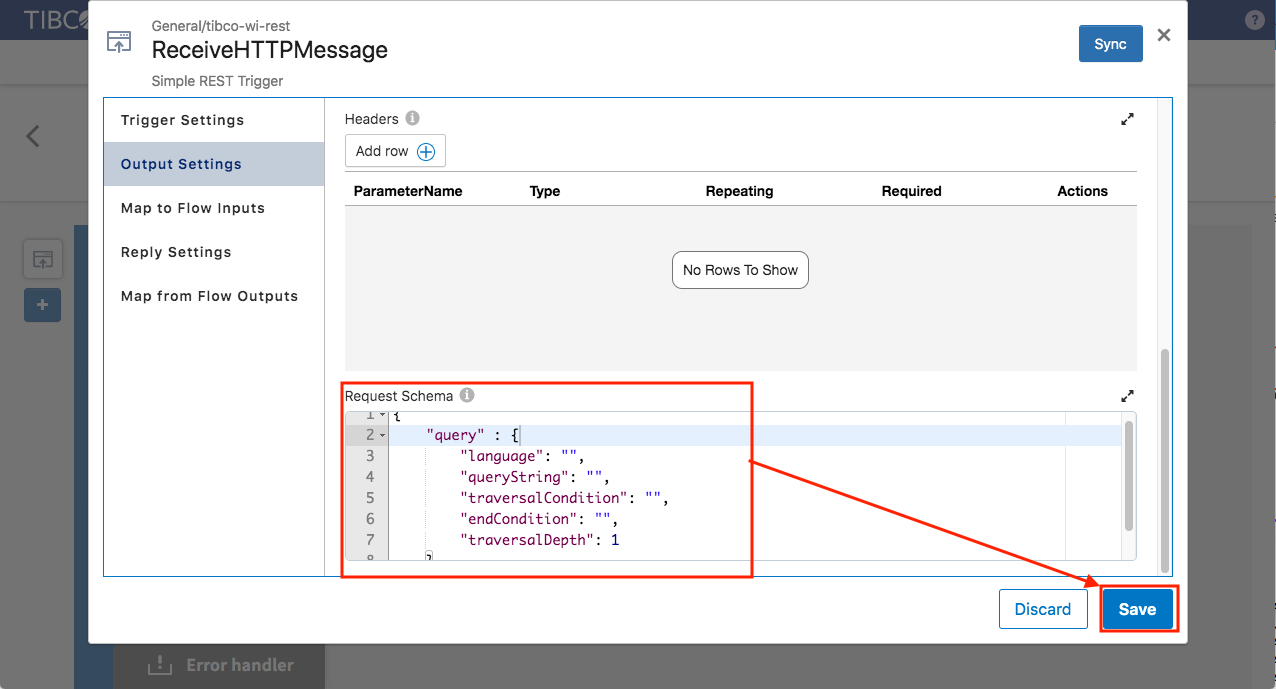 TIBCO
General/tibco-wi-rest
ReceiveHTTPMessage
Simple REST Trigger
Sync
?
Trigger Settings
Output Settings
Map to Flow Inputs
Reply Settings
Map from Flow Outputs
Headers i
Add row
ParameterName Type Repeating Required Actions
No Rows To Show
Request Schema i
1 {
2 "query" : {
3 "language": "",
4 "queryString": "",
5 "traversalCondition": "",
6 "endCondition": "",
7 "traversalDepth": 1
8 }
Discard
Save
Error handler